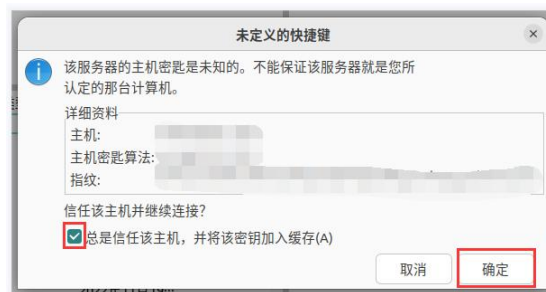 未定义的快捷键
该服务器的主机密匙是未知的。不能保证该服务器就是您所
认定的那台计算机。
详细资料
主机:
主机密匙算法:
指纹:
信任该主机并继续连接?
总是信任该主机，并将该密钥加入缓存(A)
取消
确定